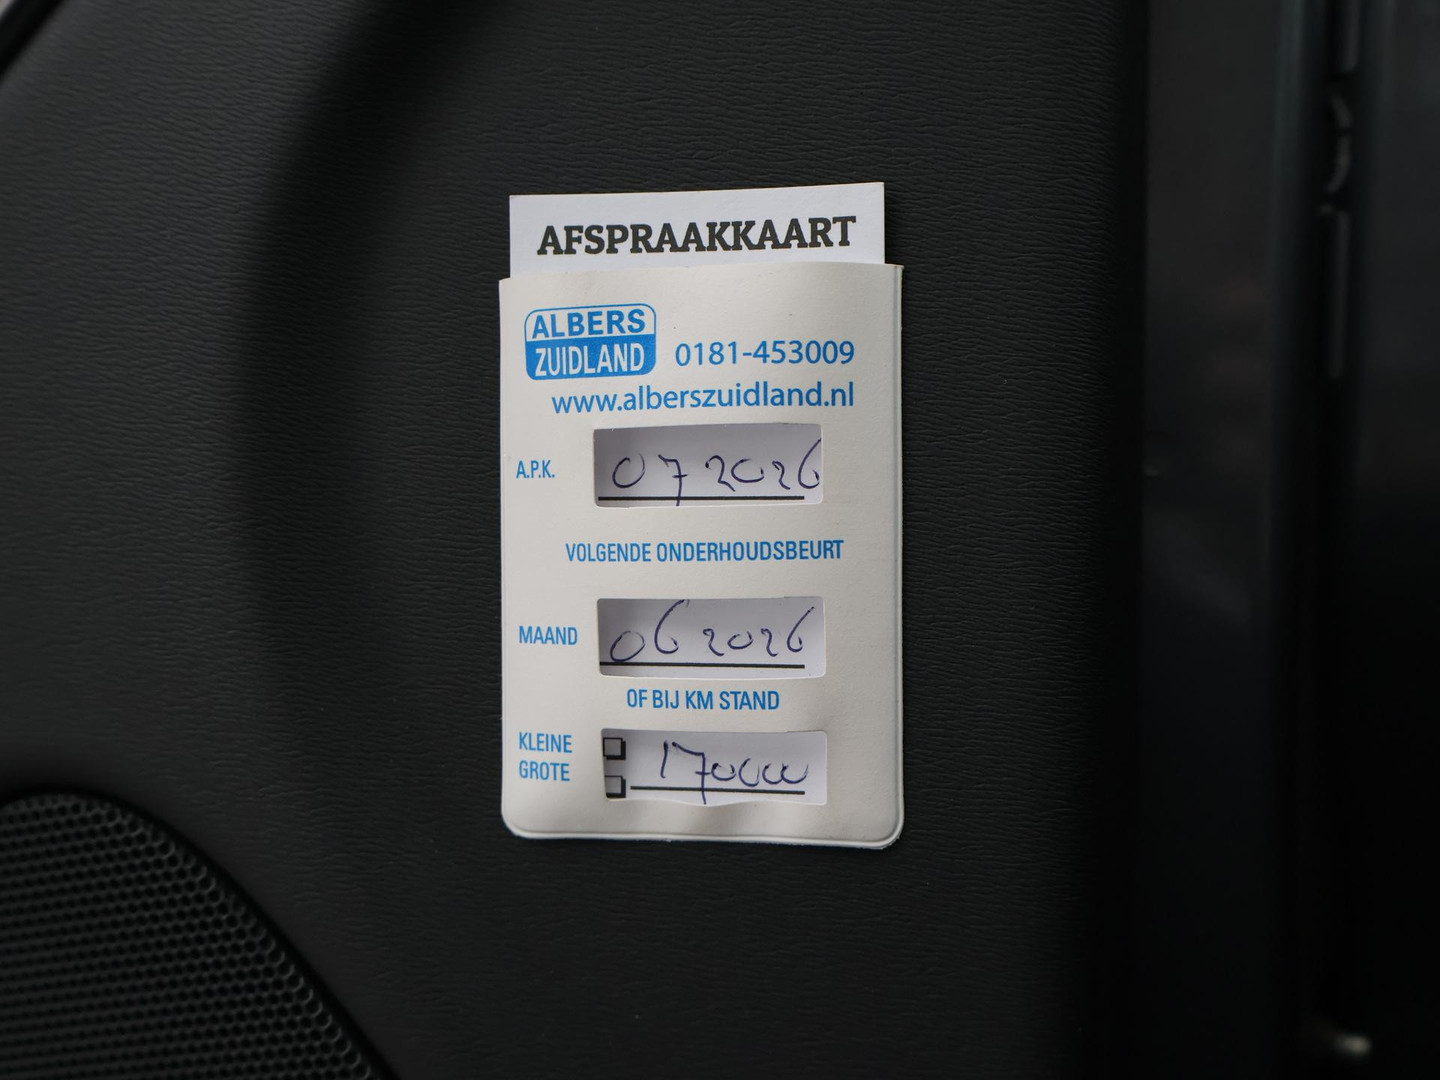 AFSPRAAKKAART
ALBERS
ZUIDLAND 0181-453009
www.alberszuidland.nl
A.P.K. 07 2026
VOLGENDE ONDERHOUDSBEURT
MAAND 06 2026
OF BIJ KM STAND
KLEINE
GROTE 170000